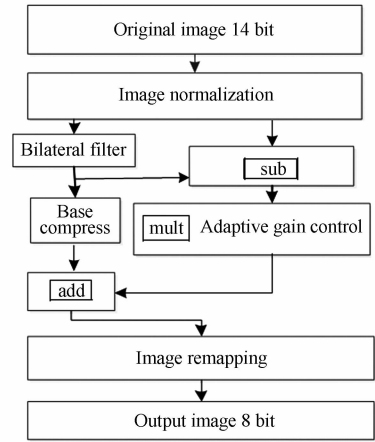 Original image 14 bit
Image normalization
Bilateral filter
sub
Base
compress
mult Adaptive gain control
add
Image remapping
Output image 8 bit